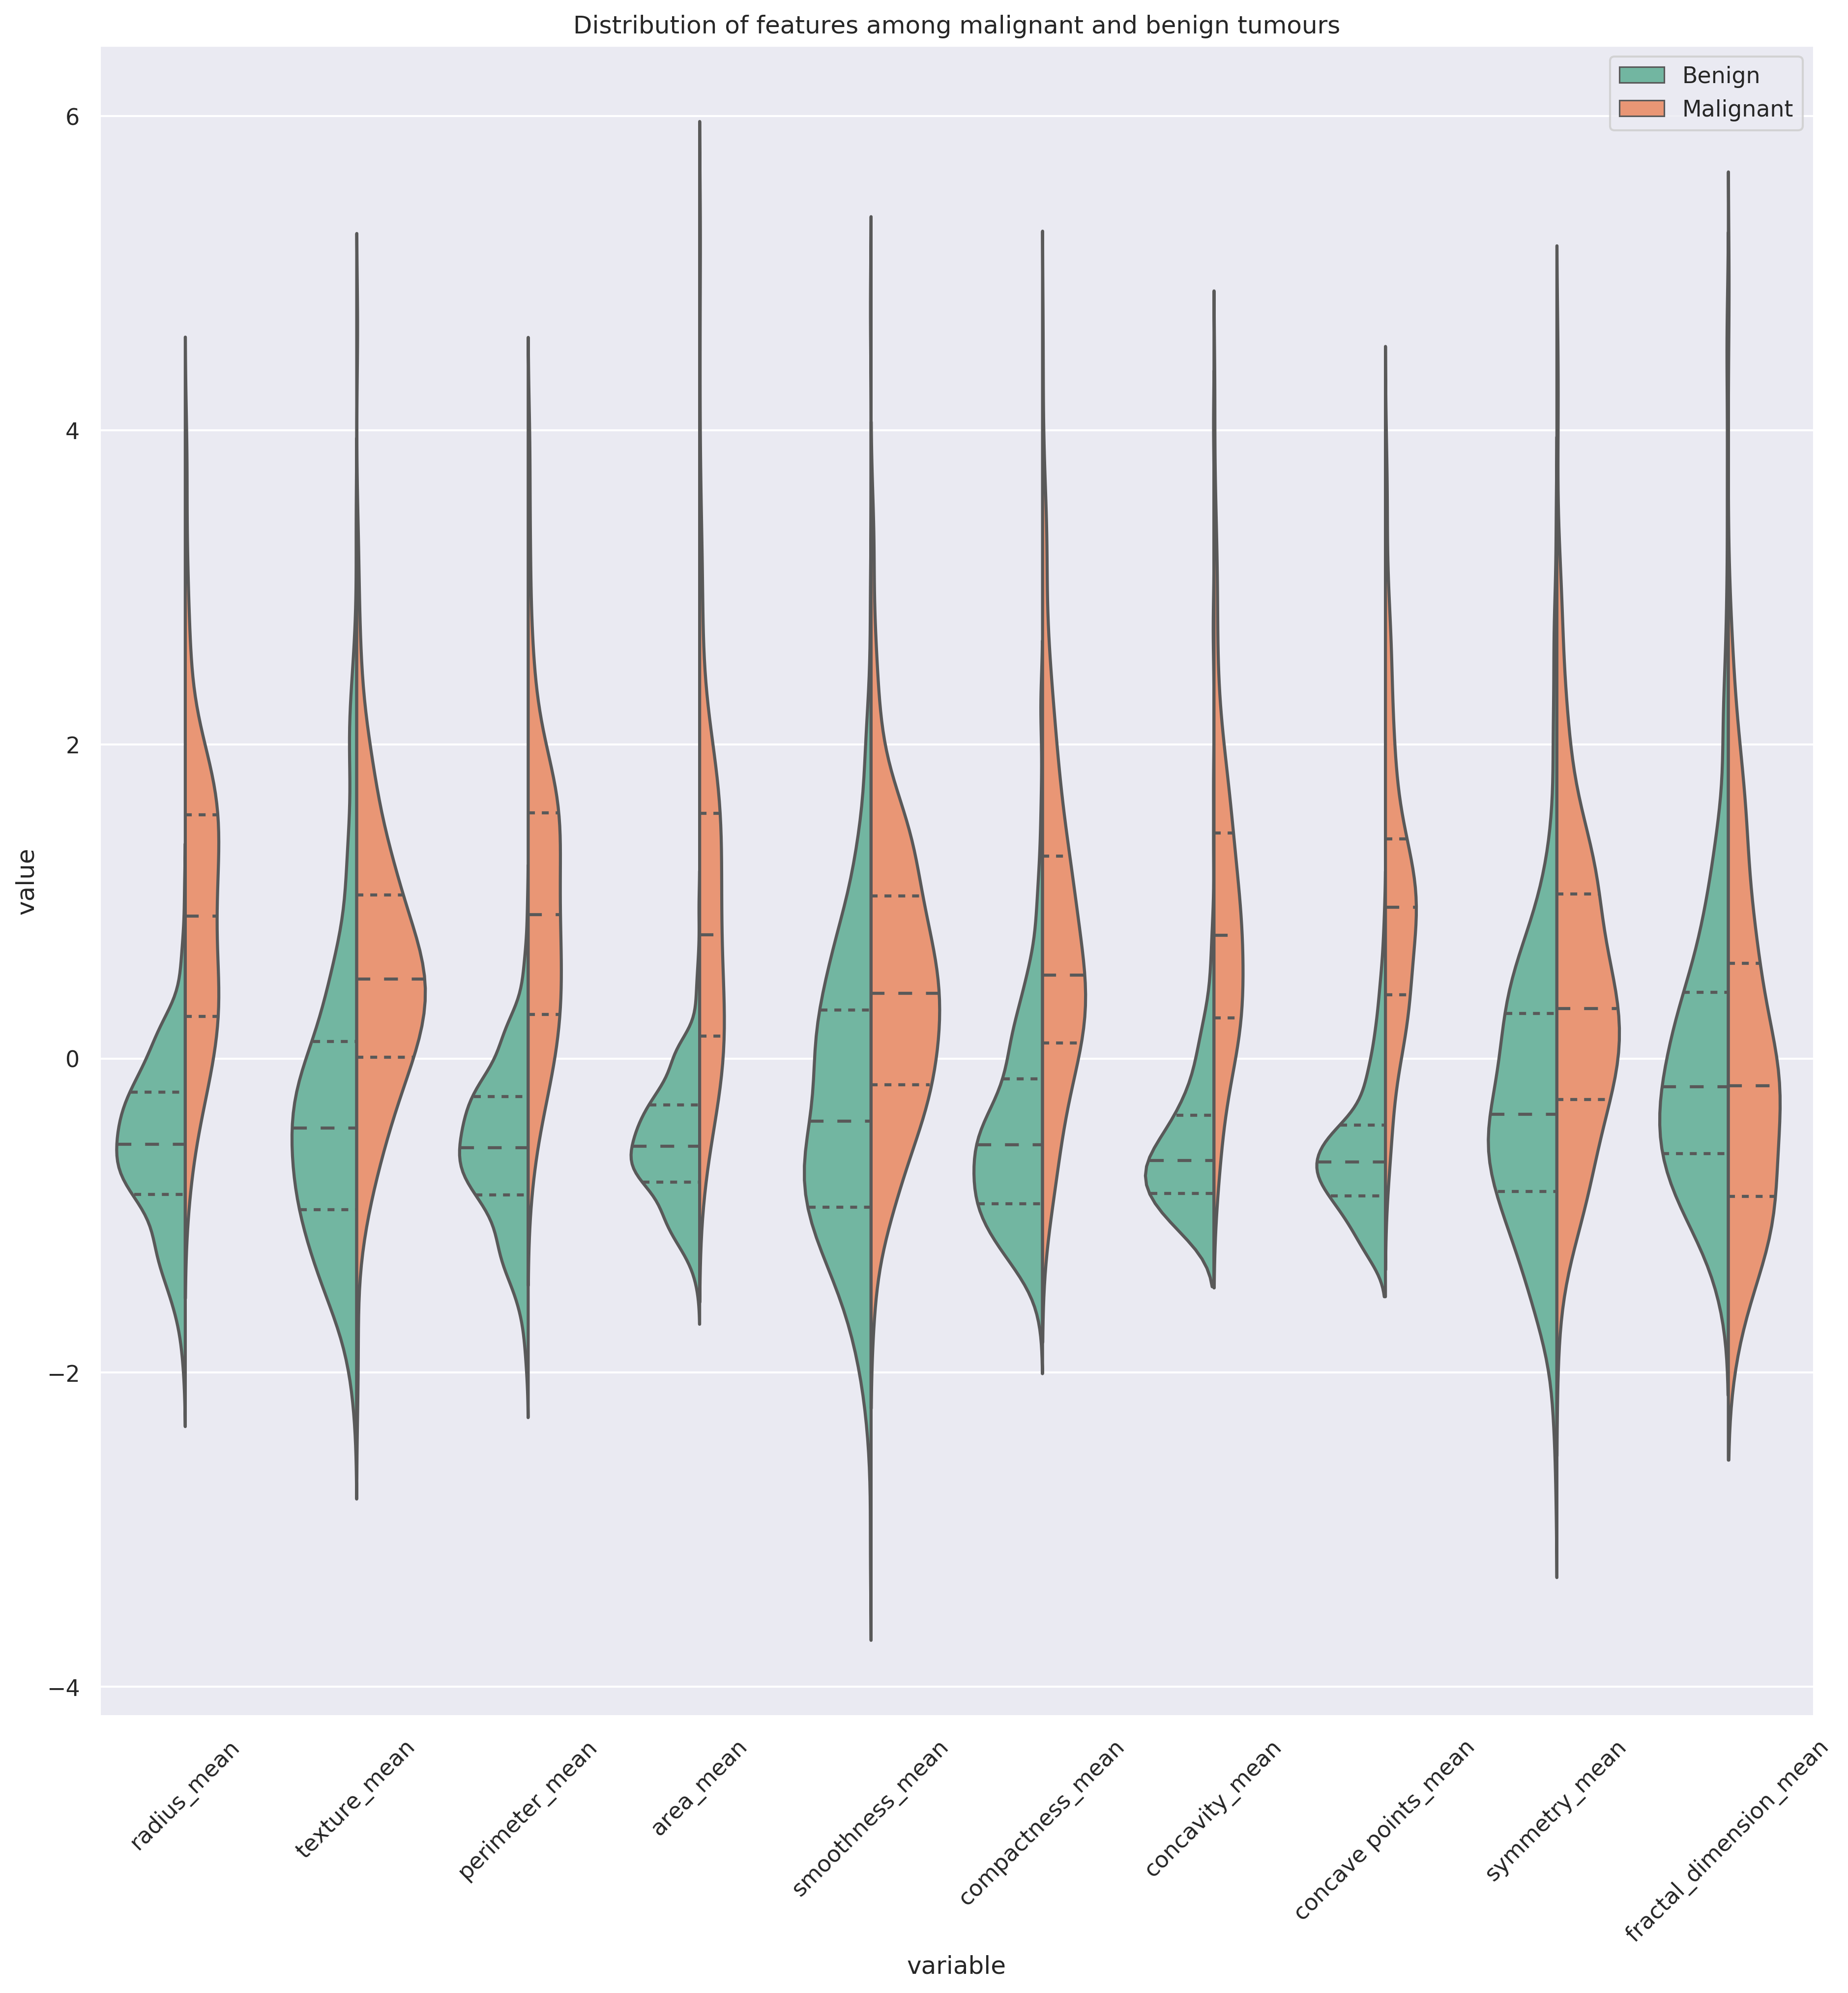 Distribution of features among malignant and benign tumours
Benign
Malignant
6
4
2
0
−2
−4
value
radius_mean
texture_mean
perimeter_mean
area_mean
smoothness_mean
compactness_mean
concavity_mean
concave points_mean
symmetry_mean
fractal_dimension_mean
variable